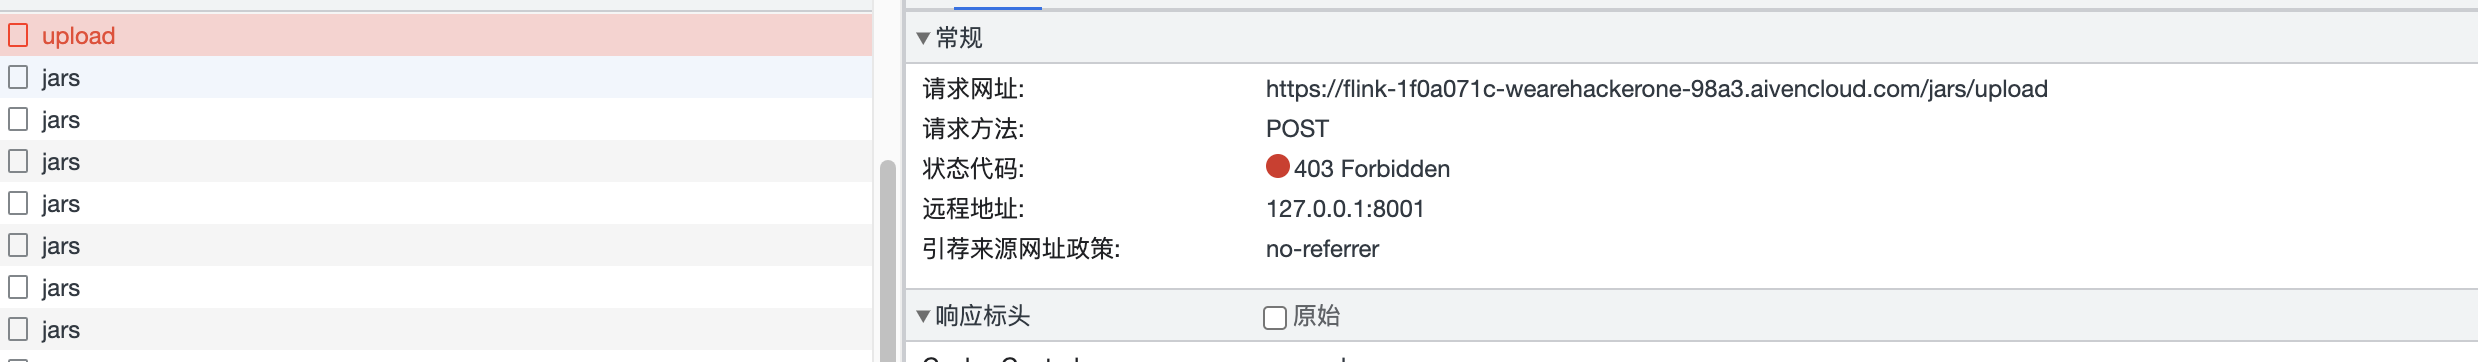 upload
jars
jars
jars
jars
jars
jars
jars
常规
请求网址: https://flink-1f0a071c-wearehackerone-98a3.aivencloud.com/jars/upload
请求方法: POST
状态代码: 403 Forbidden
远程地址: 127.0.0.1:8001
引荐来源网址政策: no-referrer
响应标头 原始